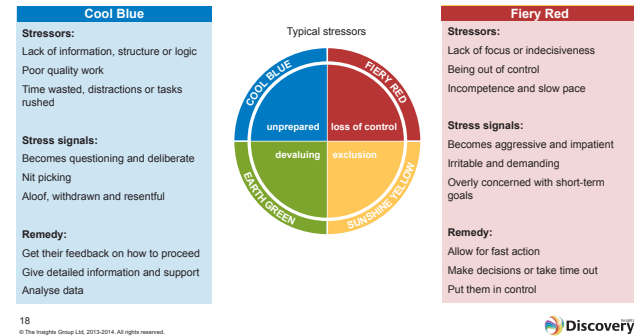 Cool Blue
Stressors:
Lack of information, structure or logic
Poor quality work
Time wasted, distractions or tasks
rushed
Stress signals:
Becomes questioning and deliberate
Nit picking
Aloof, withdrawn and resentful
Remedy:
Get their feedback on how to proceed
Give detailed information and support
Analyse data
Typical stressors
COOL BLUE
FIERY RED
unprepared
loss of control
devaluing
exclusion
EARTH GREEN
SUNSHINE YELLOW
Fiery Red
Stressors:
Lack of focus or indecisiveness
Being out of control
Incompetence and slow pace
Stress signals:
Becomes aggressive and impatient
Irritable and demanding
Overly concerned with short-term
goals
Remedy:
Allow for fast action
Make decisions or take time out
Put them in control
18
© The Insights Group Ltd, 2013-2014. All rights reserved.
Insights
Discovery